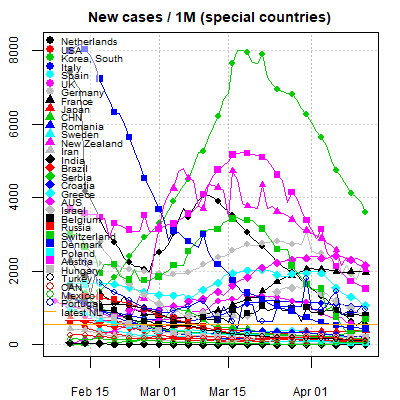 New cases / 1M (special countries)
8000
6000
4000
2000
0
Netherlands
USA
Korea, South
Italy
Spain
UK
Germany
France
Japan
CHN
Romania
Sweden
New Zealand
Iran
India
Brazil
Serbia
Croatia
Greece
AUS
Israel
Belgium
Russia
Switzerland
Denmark
Poland
Austria
Hungary
Turkey
CAN
Mexico
Portugal
latest NL
Feb 15
Mar 01
Mar 15
Apr 01